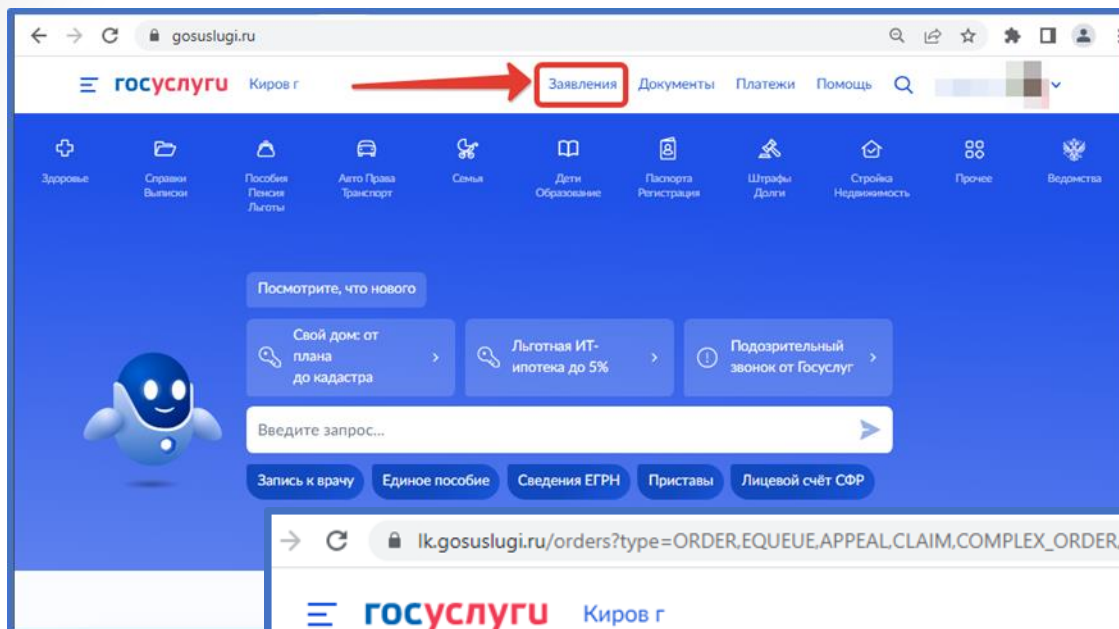 gosuslugi.ru
госуслуги Киров г Заявления Документы Платежи Помощь
Здоровье
Справки
Выписки
Пособия
Пенсия
Льготы
Авто Права
Транспорт
Семья
Дети
Образование
Паспорта
Регистрация
Штрафы
Долги
Стройка
Недвижимость
Прочее
Ведомства
Посмотрите, что нового
Свой дом: от
плана
до кадастра
Льготная ИТ-
ипотека до 5%
Подозрительный
звонок от Госуслуг
Введите запрос...
Запись к врачу Единое пособие Сведения ЕГРН Приставы Лицевой счёт СФР
lk.gosuslugi.ru/orders?type=ORDER,EQUEUE,APPEAL,CLAIM,COMPLEX_ORDER,
госуслуги Киров г